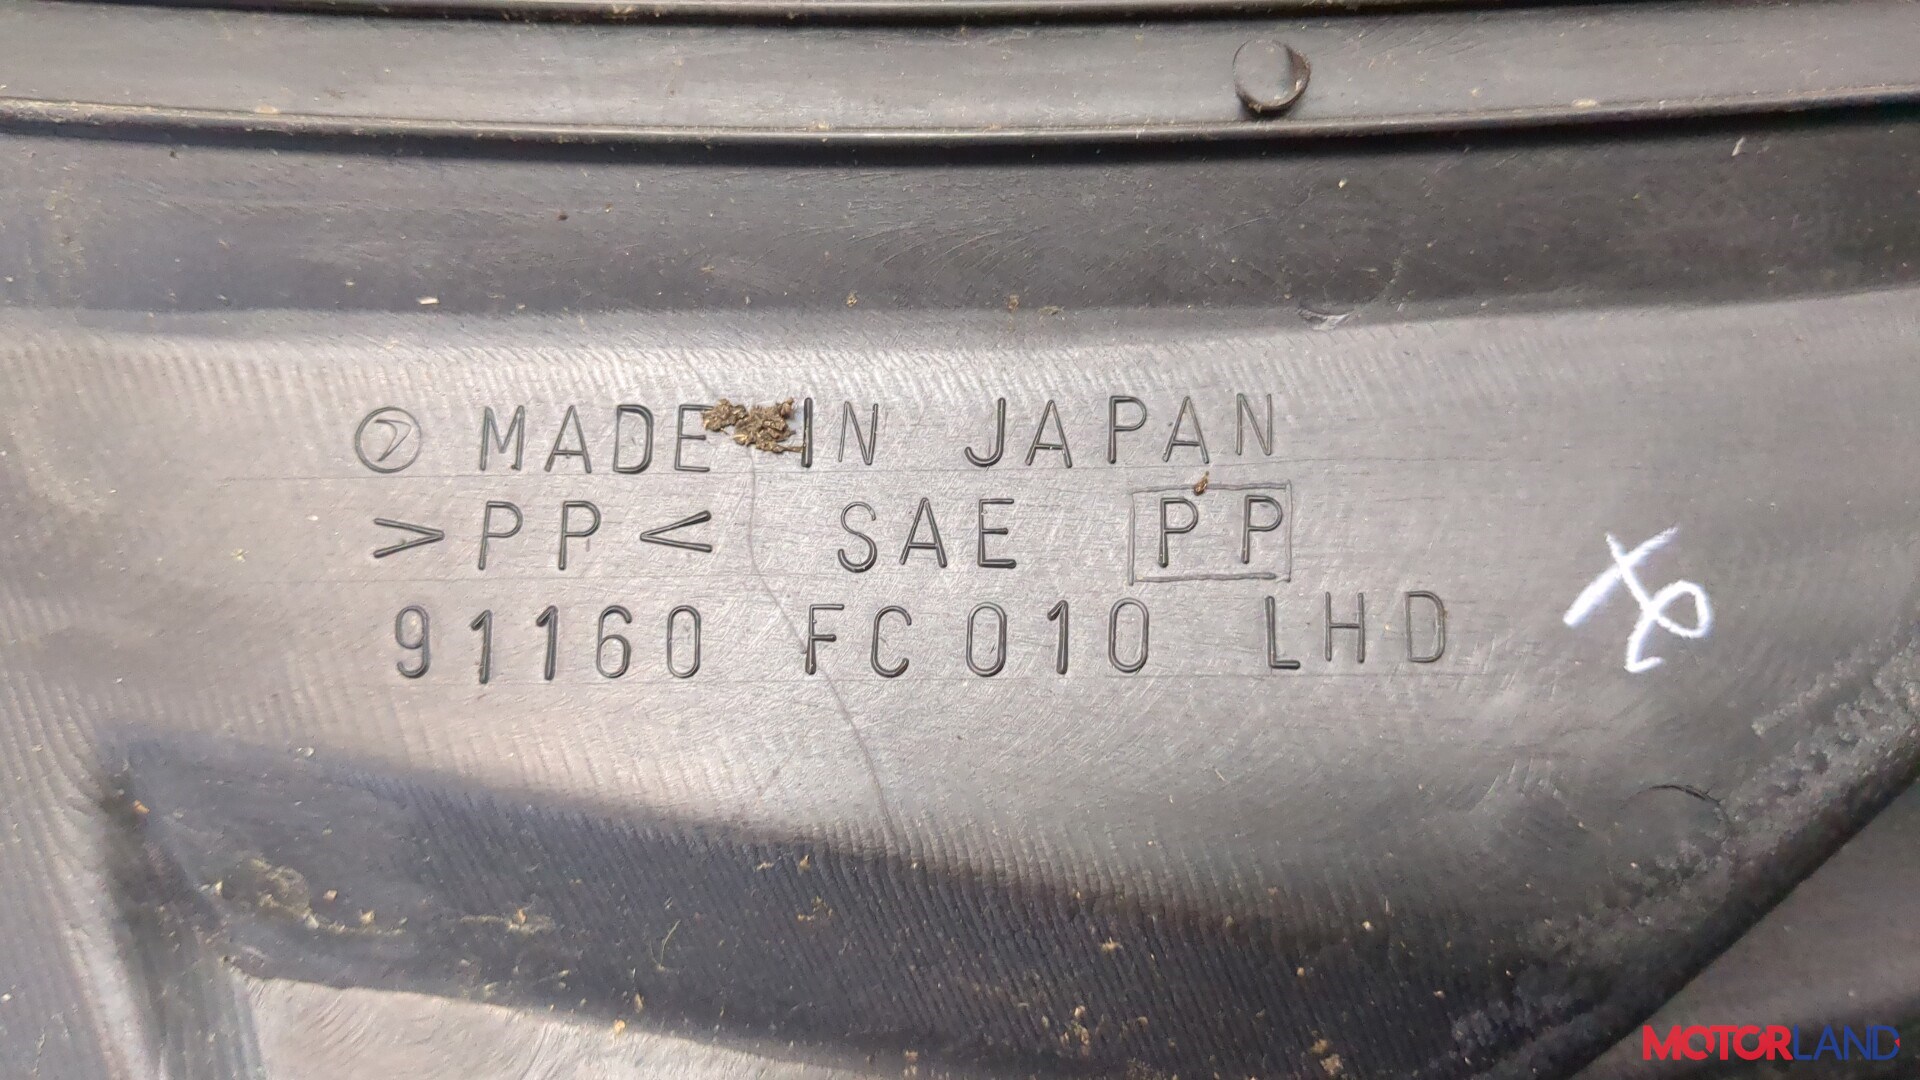 MADE IN JAPAN
>PP< SAE PP
91160 FC010 LHD
MOTORLAND